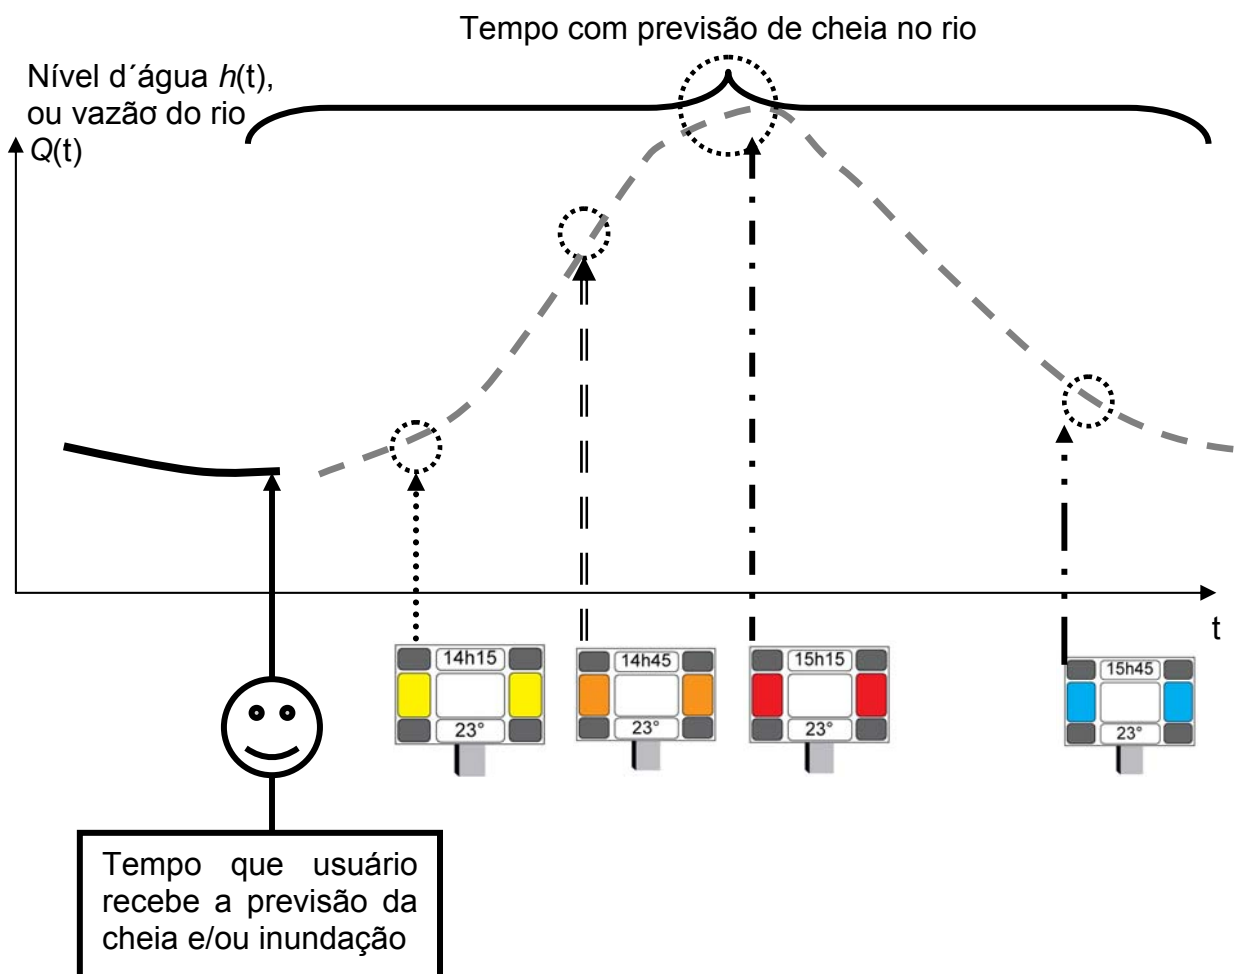 Tempo com previsão de cheia no rio
Nível d´água h(t),
ou vazão do rio
Q(t)
t
14h15
23°
14h45
23°
15h15
23°
15h45
23°
Tempo que usuário
recebe a previsão da
cheia e/ou inundação